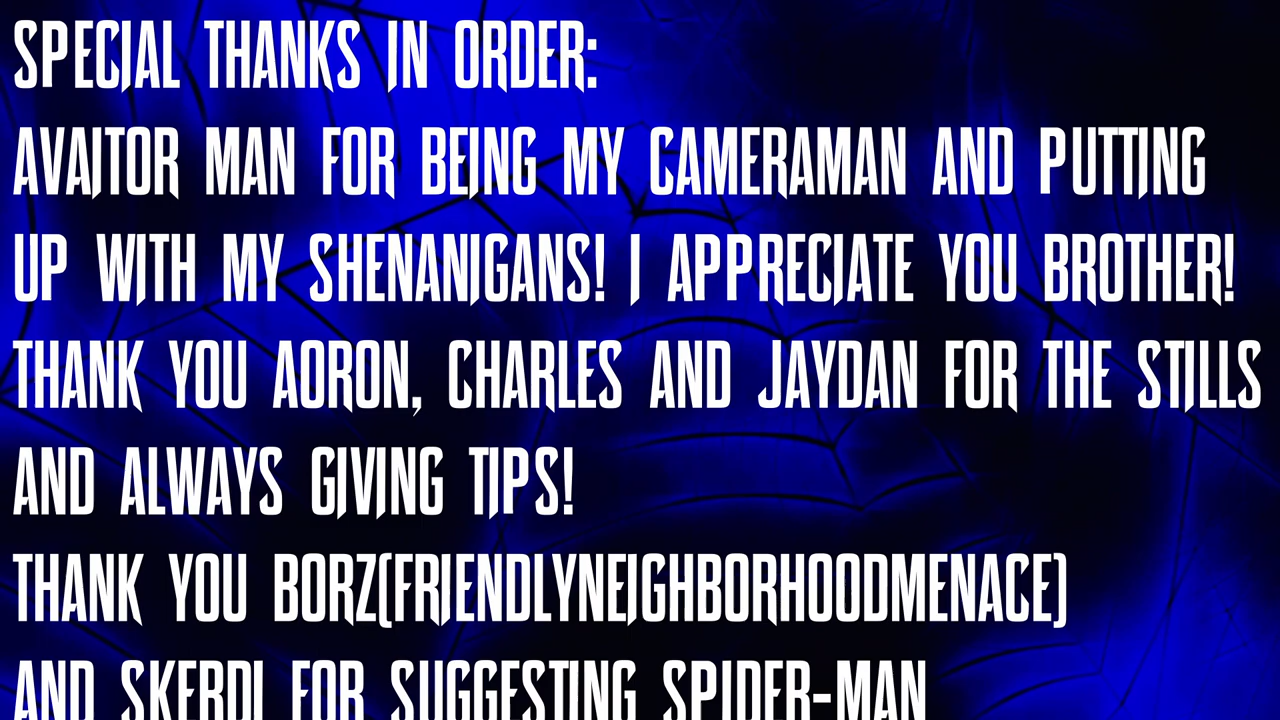 SPECIAL THANKS IN ORDER:
AVAITOR MAN FOR BEING MY CAMERAMAN AND PUTTING
UP WITH MY SHENANIGANS! I APPRECIATE YOU BROTHER!
THANK YOU AORON, CHARLES AND JAYDAN FOR THE STILLS
AND ALWAYS GIVING TIPS!
THANK YOU BORZ(FRIENDLYNEIGHBORHOODMENACE)
AND SKERDI FOR SUGGESTING SPIDER-MAN